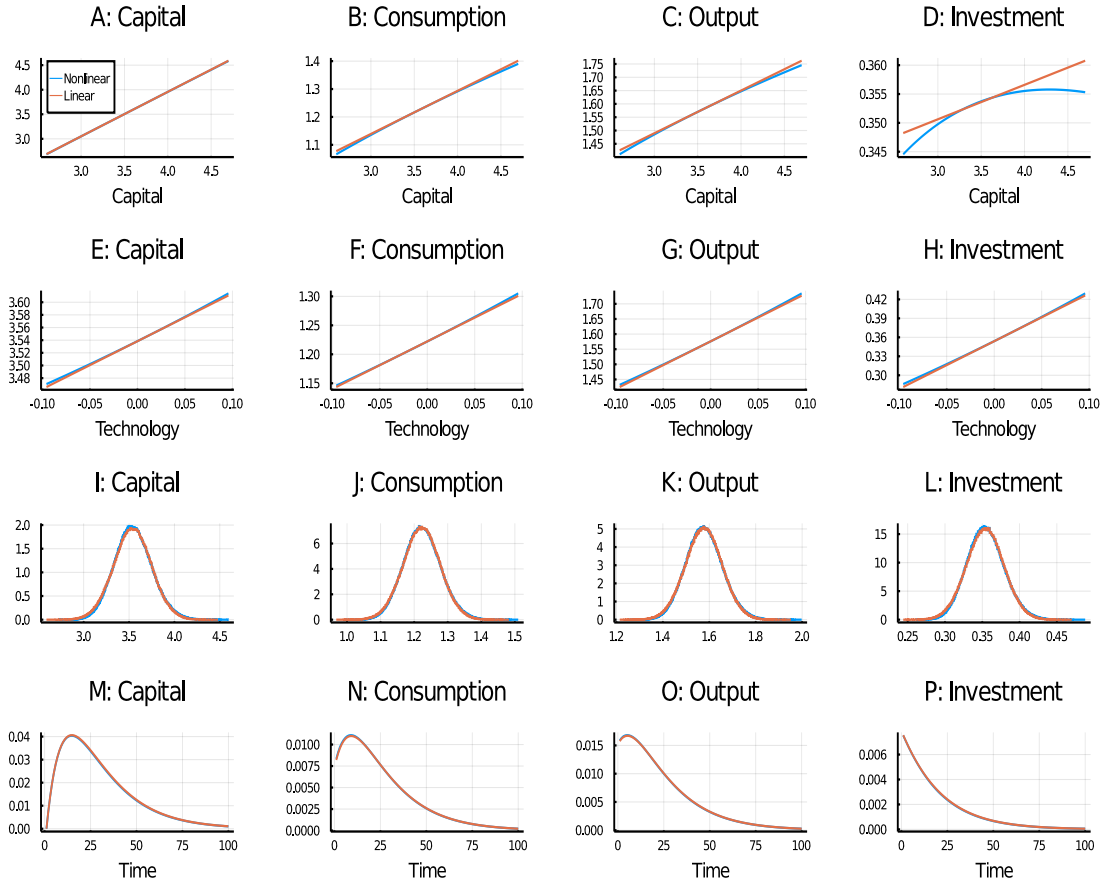 A: Capital
B: Consumption
C: Output
D: Investment
4.5
4.0
3.5
3.0
Nonlinear
Linear
3.0 3.5 4.0 4.5
Capital
1.4
1.3
1.2
1.1
3.0 3.5 4.0 4.5
Capital
1.75
1.70
1.65
1.60
1.55
1.50
1.45
3.0 3.5 4.0 4.5
Capital
0.360
0.355
0.350
0.345
3.0 3.5 4.0 4.5
Capital
E: Capital
F: Consumption
G: Output
H: Investment
3.60
3.58
3.56
3.54
3.52
3.50
3.48
-0.10 -0.05 0.00 0.05 0.10
Technology
1.30
1.25
1.20
1.15
-0.10 -0.05 0.00 0.05 0.10
Technology
1.70
1.65
1.60
1.55
1.50
1.45
-0.10 -0.05 0.00 0.05 0.10
Technology
0.42
0.39
0.36
0.33
0.30
-0.10 -0.05 0.00 0.05 0.10
Technology
I: Capital
J: Consumption
K: Output
L: Investment
2.0
1.5
1.0
0.5
0.0
3.0 3.5 4.0 4.5
6
4
2
0
1.0 1.1 1.2 1.3 1.4 1.5
5
4
3
2
1
0
1.2 1.4 1.6 1.8 2.0
15
10
5
0
0.25 0.30 0.35 0.40 0.45
M: Capital
N: Consumption
O: Output
P: Investment
0.04
0.03
0.02
0.01
0.00
0 25 50 75 100
Time
0.0100
0.0075
0.0050
0.0025
0.0000
0 25 50 75 100
Time
0.015
0.010
0.005
0.000
0 25 50 75 100
Time
0.006
0.004
0.002
0.000
0 25 50 75 100
Time